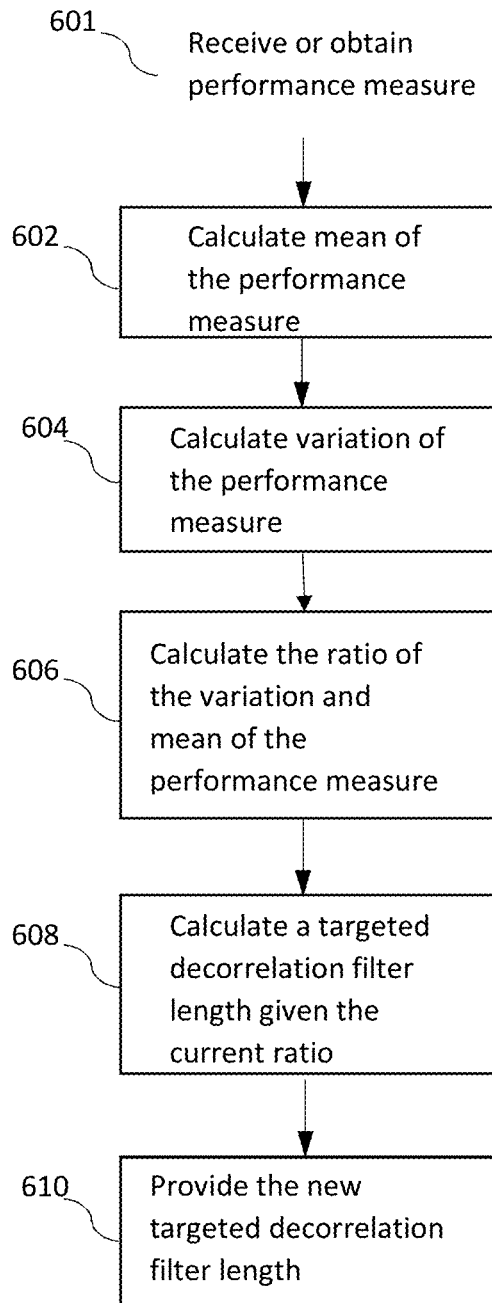 601
Receive or obtain
performance measure
602
Calculate mean of
the performance
measure
604
Calculate variation of
the performance
measure
606
Calculate the ratio of
the variation and
mean of the
performance measure
608
Calculate a targeted
decorrelation filter
length given the
current ratio
610
Provide the new
targeted decorrelation
filter length